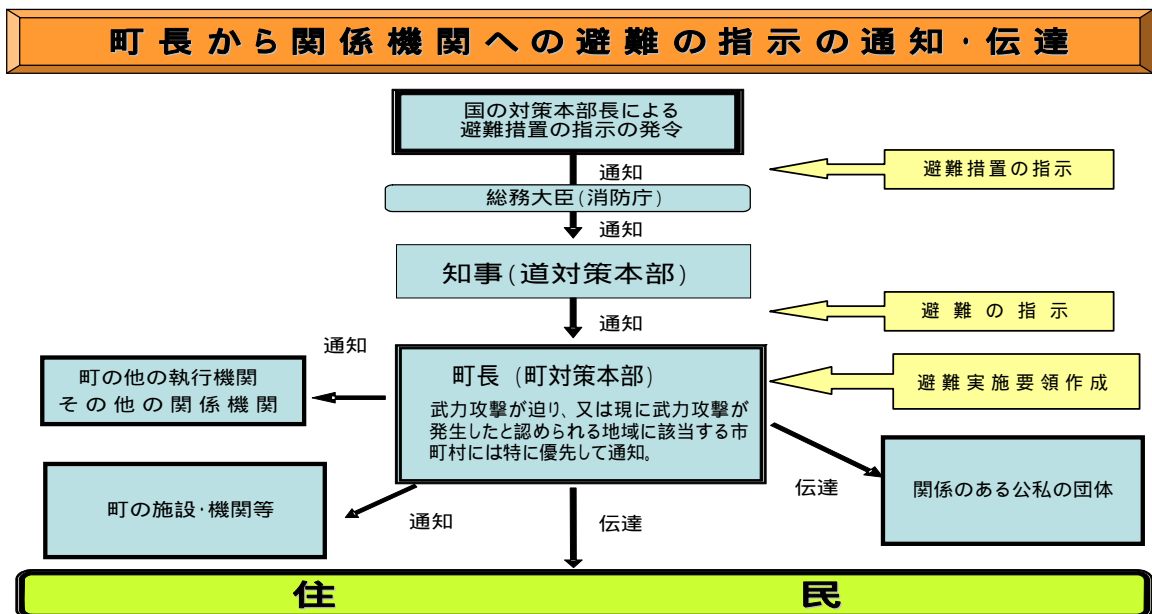 町長から関係機関への避難の指示の通知・伝達
国の対策本部長による
避難措置の指示の発令
通知
避難措置の指示
総務大臣(消防庁)
通知
知事(道対策本部)
通知
避難の指示
通知
町の他の執行機関
その他の関係機関
町長 (町対策本部)
武力攻撃が迫り、又は現に武力攻撃が
発生したと認められる地域に該当する市
町村には特に優先して通知。
避難実施要領作成
町の施設・機関等
通知
伝達
伝達
関係のある公私の団体
住民